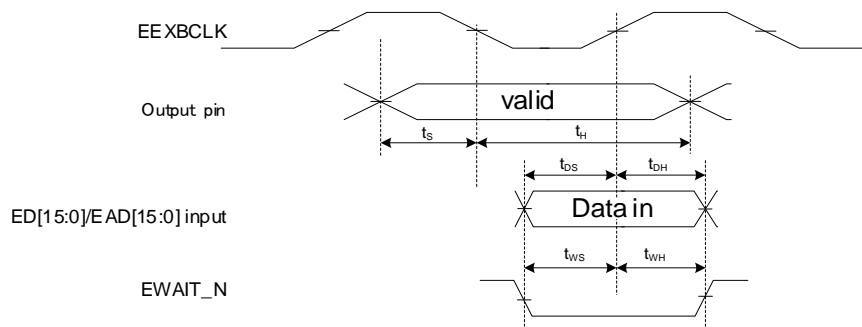 EEXBCLK
Output pin
valid
tS
tH
tDS
tDH
ED[15:0]/EAD[15:0] input
Data in
tWS
tWH
EWAIT_N